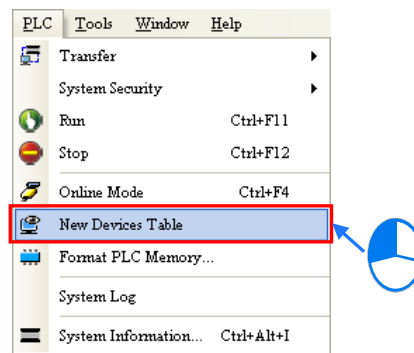 PLC Tools Window Help
Transfer
System Security
Run Ctrl+F11
Stop Ctrl+F12
Online Mode Ctrl+F4
New Devices Table
Format PLC Memory...
System Log
System Information... Ctrl+Alt+I